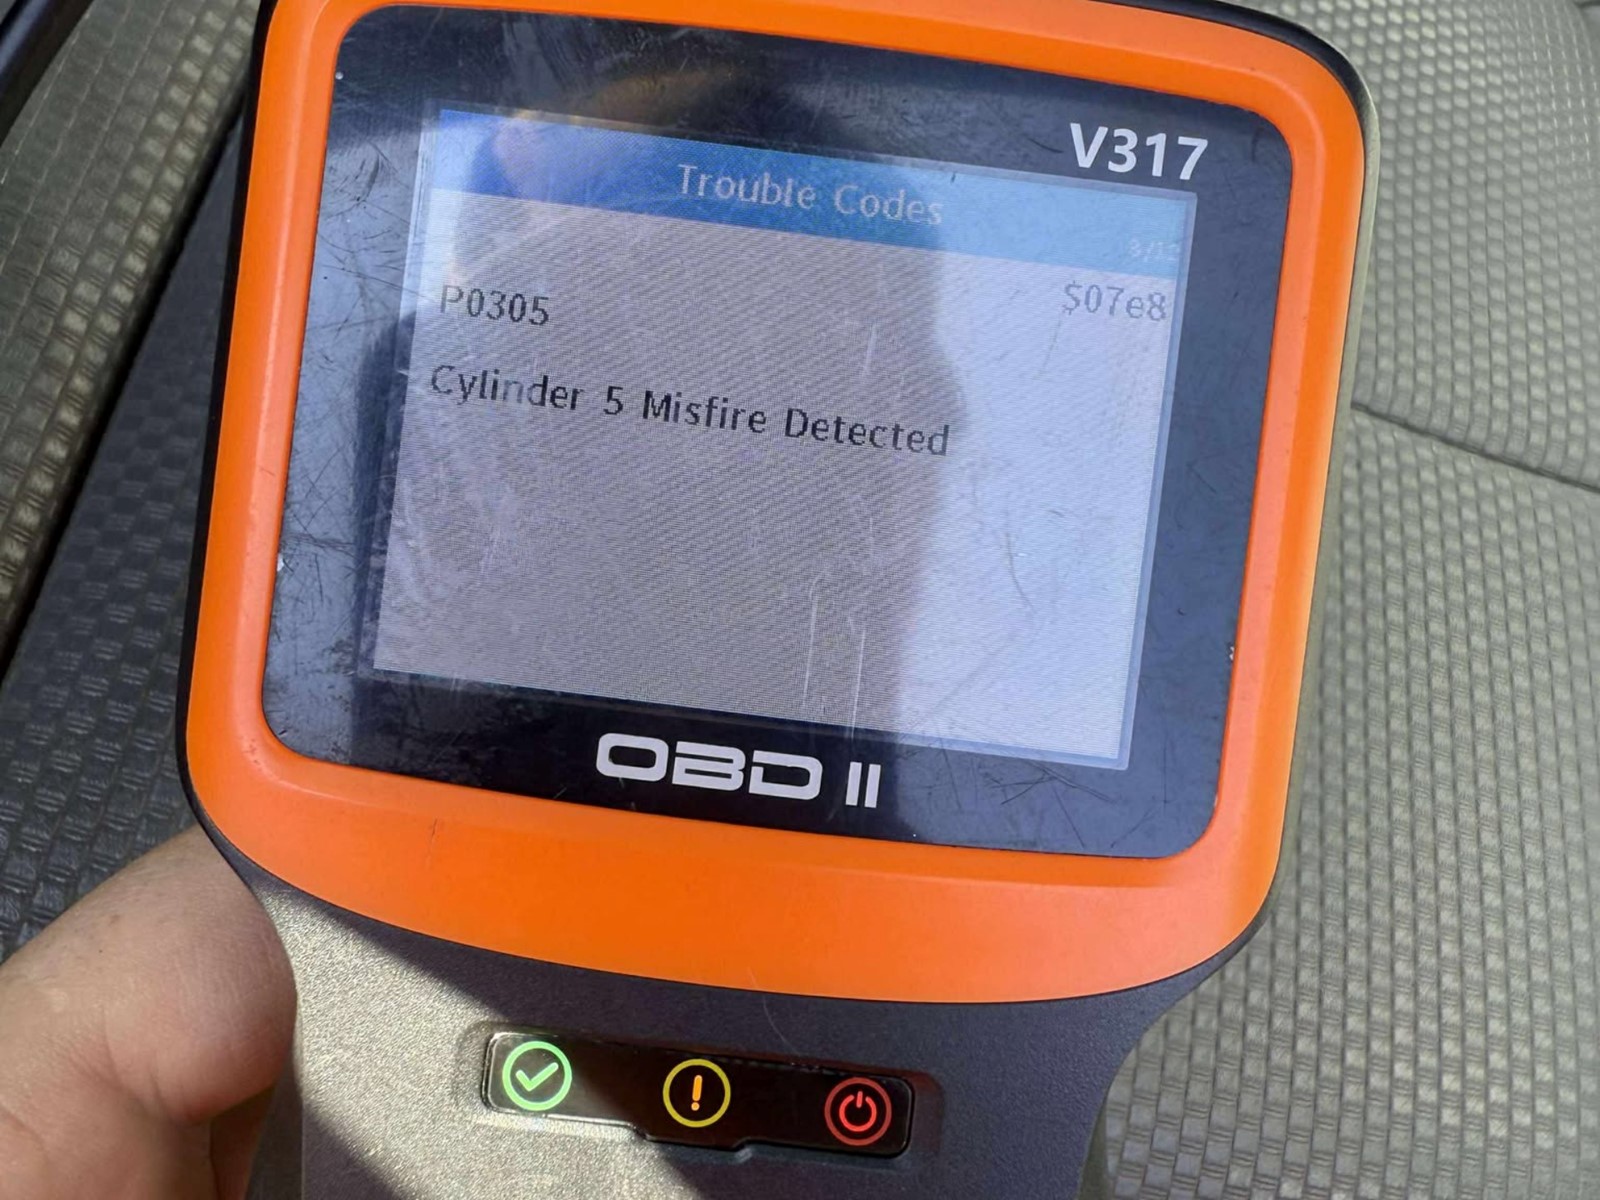 V317
Trouble Codes
P0305
$07e8
Cylinder 5 Misfire Detected
OBD II